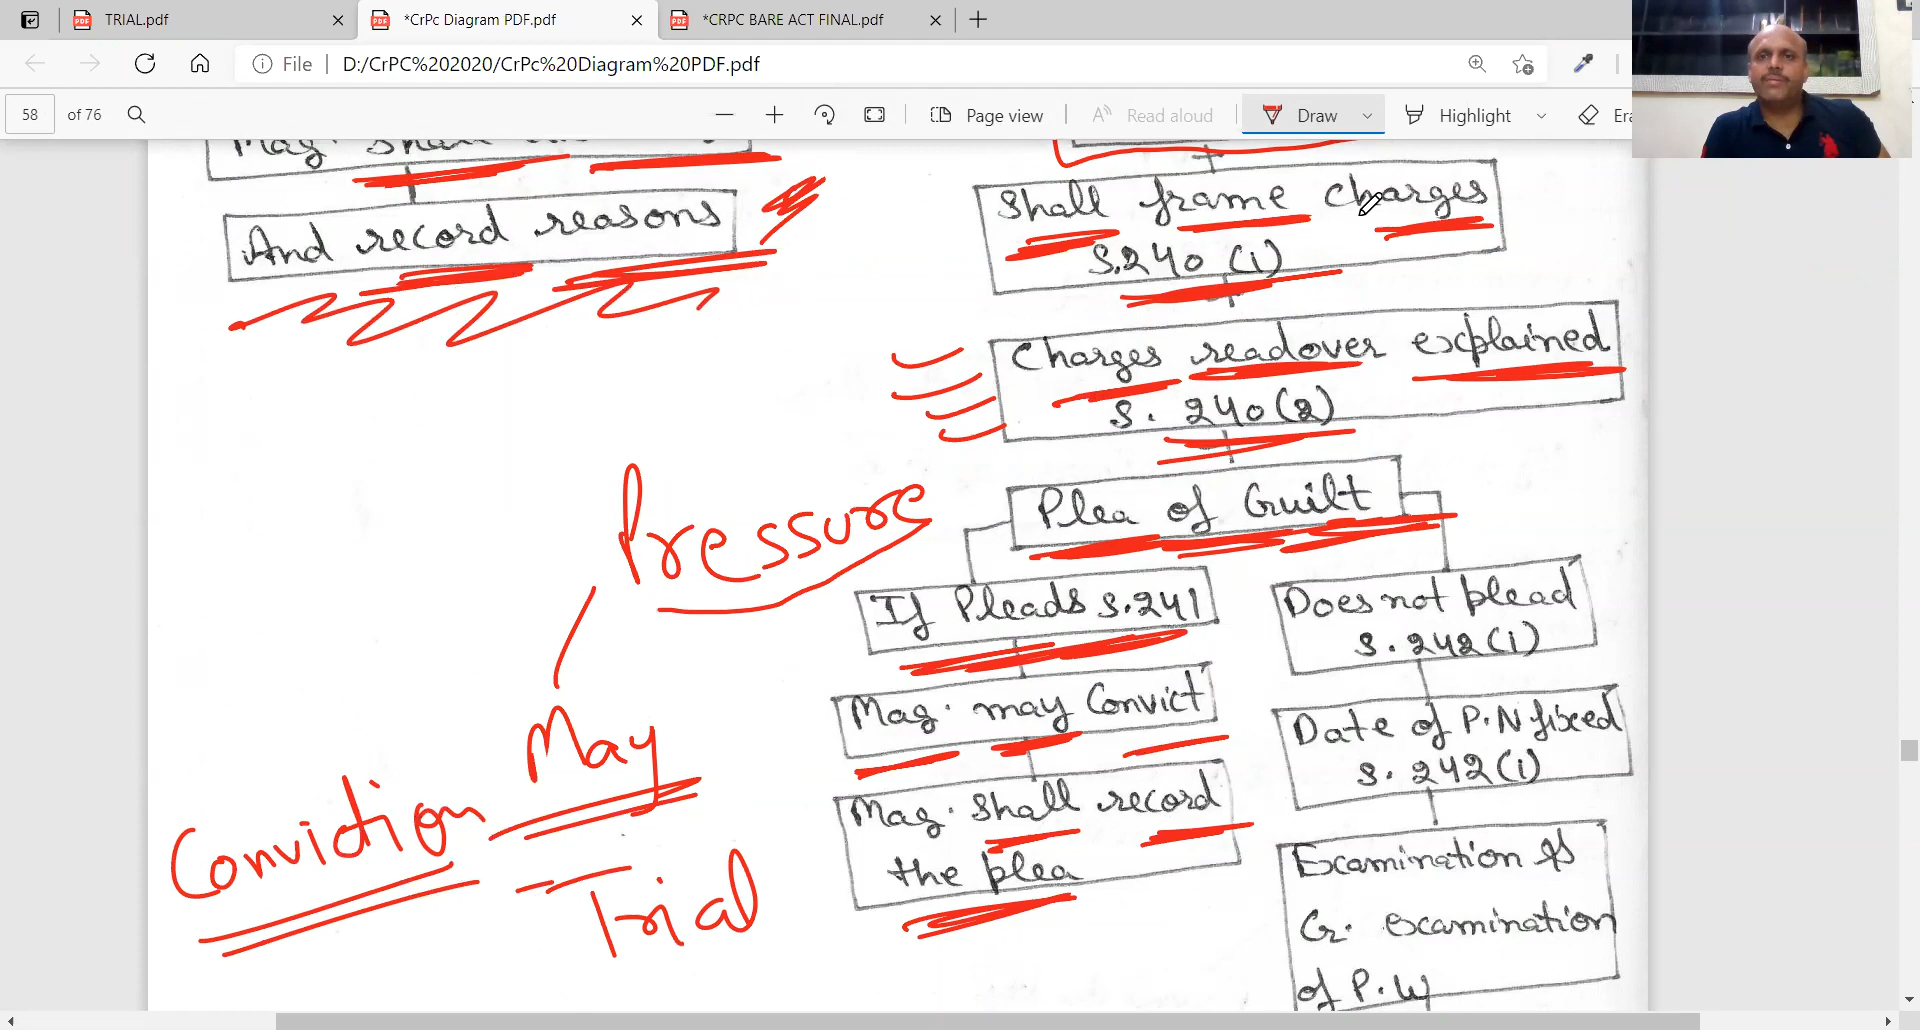 TRIAL.pdf
*CrPc Diagram PDF.pdf
*CRPC BARE ACT FINAL.pdf
File
D:/CrPC%202020/CrPc%20Diagram%20PDF.pdf
58 of 76
Page view
Read aloud
Draw
Highlight
Mag. shall
And record reasons
Shall frame charges
S.240 (1)
Charges readover explained
S. 240(2)
Plea of Guilt
Pressure
If Pleads S.241
Does not plead
S. 242(1)
Mag. may Convict
Date of P.N fixed
S. 242(1)
May
Conviction
Mag. shall record
the plea
Trial
Examination &
Cr. examination
of P.W